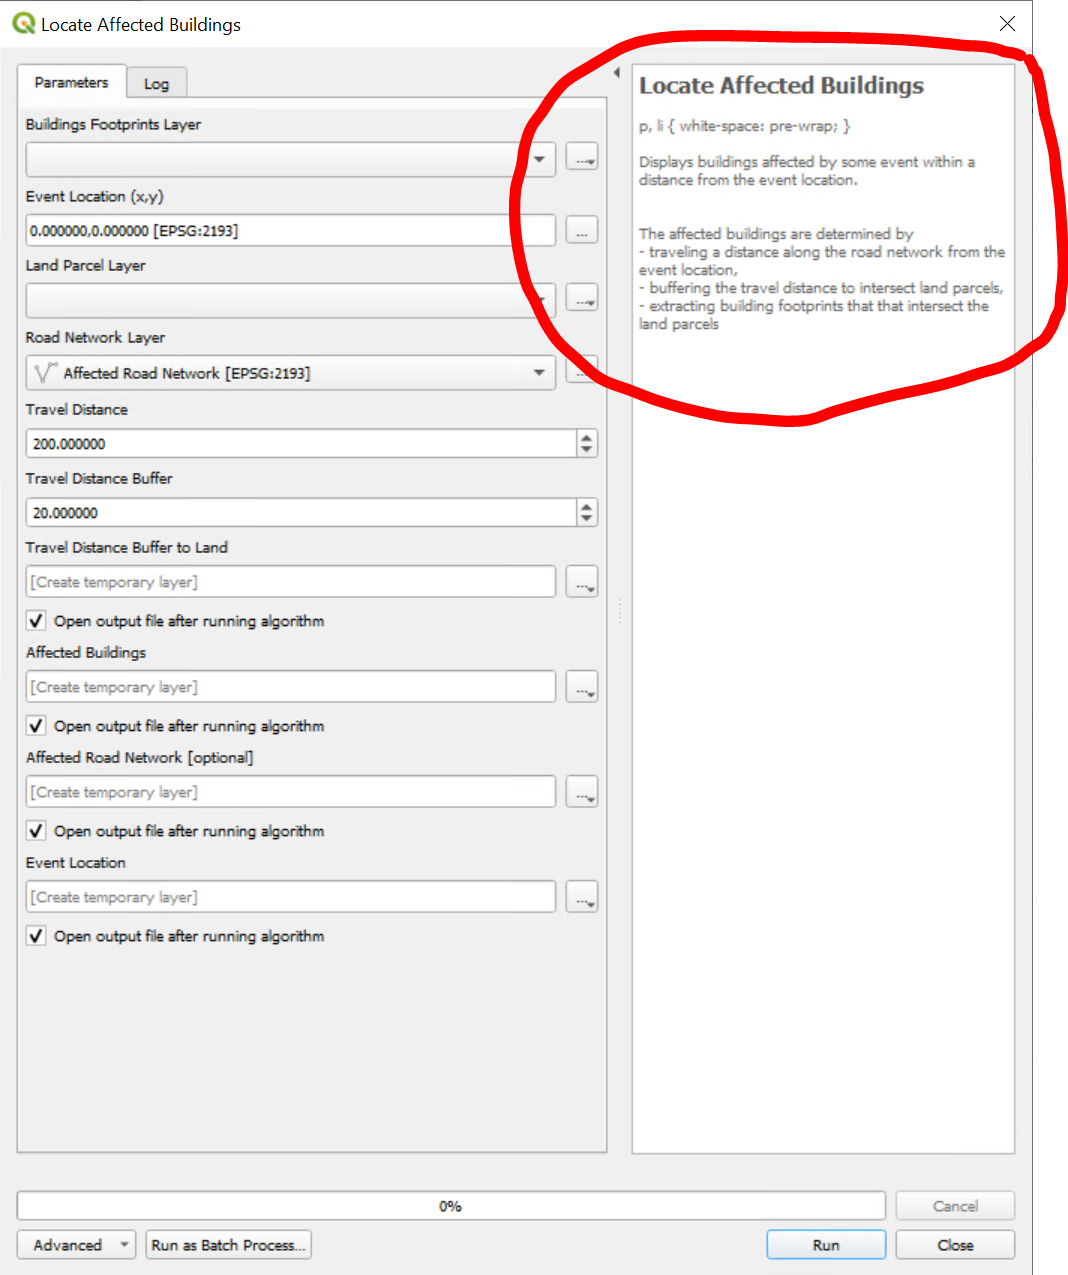 Locate Affected Buildings
Parameters
Log
Buildings Footprints Layer
...
Event Location (x,y)
0.000000,0.000000 [EPSG:2193]
...
Land Parcel Layer
...
Road Network Layer
Affected Road Network [EPSG:2193]
...
Travel Distance
200.000000
Travel Distance Buffer
20.000000
Travel Distance Buffer to Land
[Create temporary layer]
...
Open output file after running algorithm
Affected Buildings
[Create temporary layer]
...
Open output file after running algorithm
Affected Road Network [optional]
[Create temporary layer]
...
Open output file after running algorithm
Event Location
[Create temporary layer]
...
Open output file after running algorithm
Locate Affected Buildings
p, li { white-space: pre-wrap; }
Displays buildings affected by some event within a
distance from the event location.
The affected buildings are determined by
- traveling a distance along the road network from the
event location,
- buffering the travel distance to intersect land parcels,
- extracting building footprints that that intersect the
land parcels
0%
Cancel
Advanced
Run as Batch Process...
Run
Close